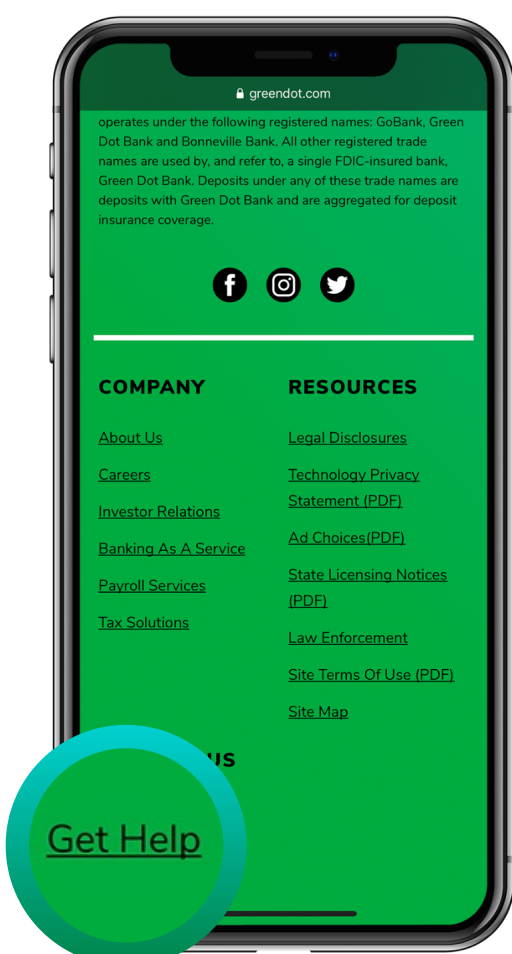 greendot.com
operates under the following registered names: GoBank, Green
Dot Bank and Bonneville Bank. All other registered trade
names are used by, and refer to, a single FDIC-insured bank,
Green Dot Bank. Deposits under any of these trade names are
deposits with Green Dot Bank and are aggregated for deposit
insurance coverage.
COMPANY
About Us
Careers
Investor Relations
Banking As A Service
Payroll Services
Tax Solutions
RESOURCES
Legal Disclosures
Technology Privacy
Statement (PDF)
Ad Choices(PDF)
State Licensing Notices
(PDF)
Law Enforcement
Site Terms Of Use (PDF)
Site Map
US
Get Help